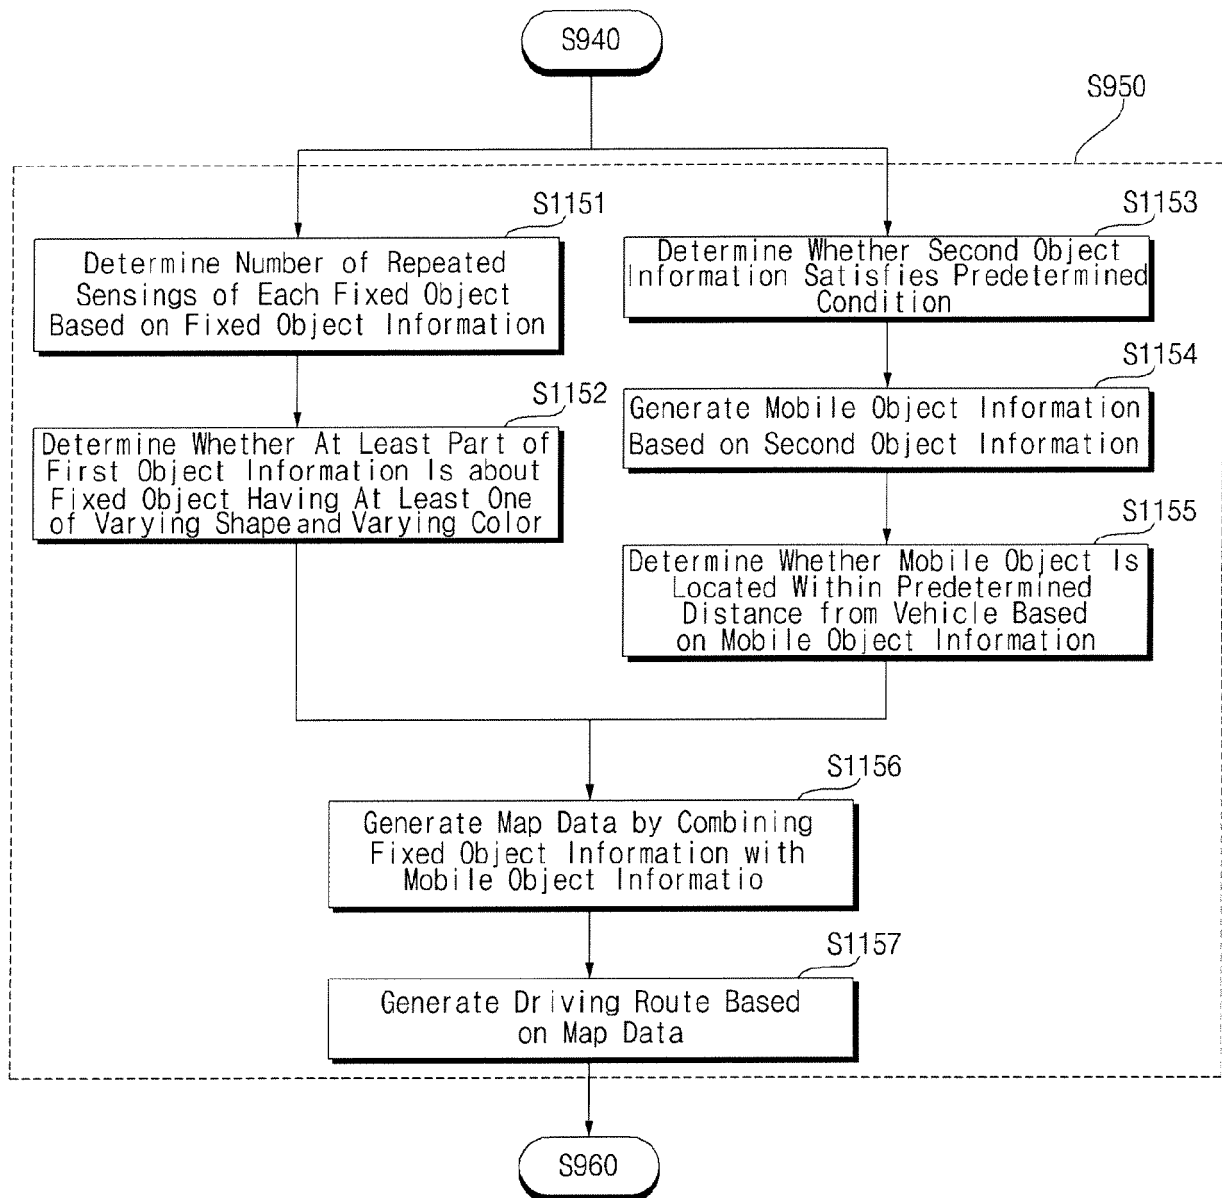 S940
S950
S1151
Determine Number of Repeated
Sensings of Each Fixed Object
Based on Fixed Object Information
S1152
Determine Whether At Least Part of
First Object Information Is about
Fixed Object Having At Least One
of Varying Shape and Varying Color
S1153
Determine Whether Second Object
Information Satisfies Predetermined
Condition
S1154
Generate Mobile Object Information
Based on Second Object Information
S1155
Determine Whether Mobile Object Is
Located Within Predetermined
Distance from Vehicle Based
on Mobile Object Information
S1156
Generate Map Data by Combining
Fixed Object Information with
Mobile Object Informatio
S1157
Generate Driving Route Based
on Map Data
S960